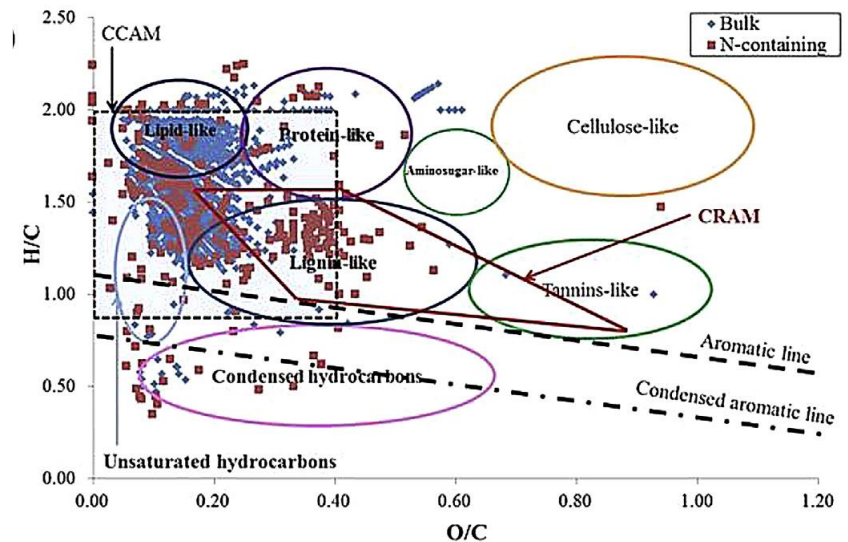 )
CCAM
Bulk
N-containing
2.50
2.00
1.50
1.00
0.50
0.00
H/C
Lipid-like
Protein-like
Cellulose-like
Aminosugar-like
CRAM
Lignin-like
Tannins-like
Aromatic line
Condensed hydrocarbons
Condensed aromatic line
Unsaturated hydrocarbons
0.00 0.20 0.40 0.60 0.80 1.00 1.20
O/C